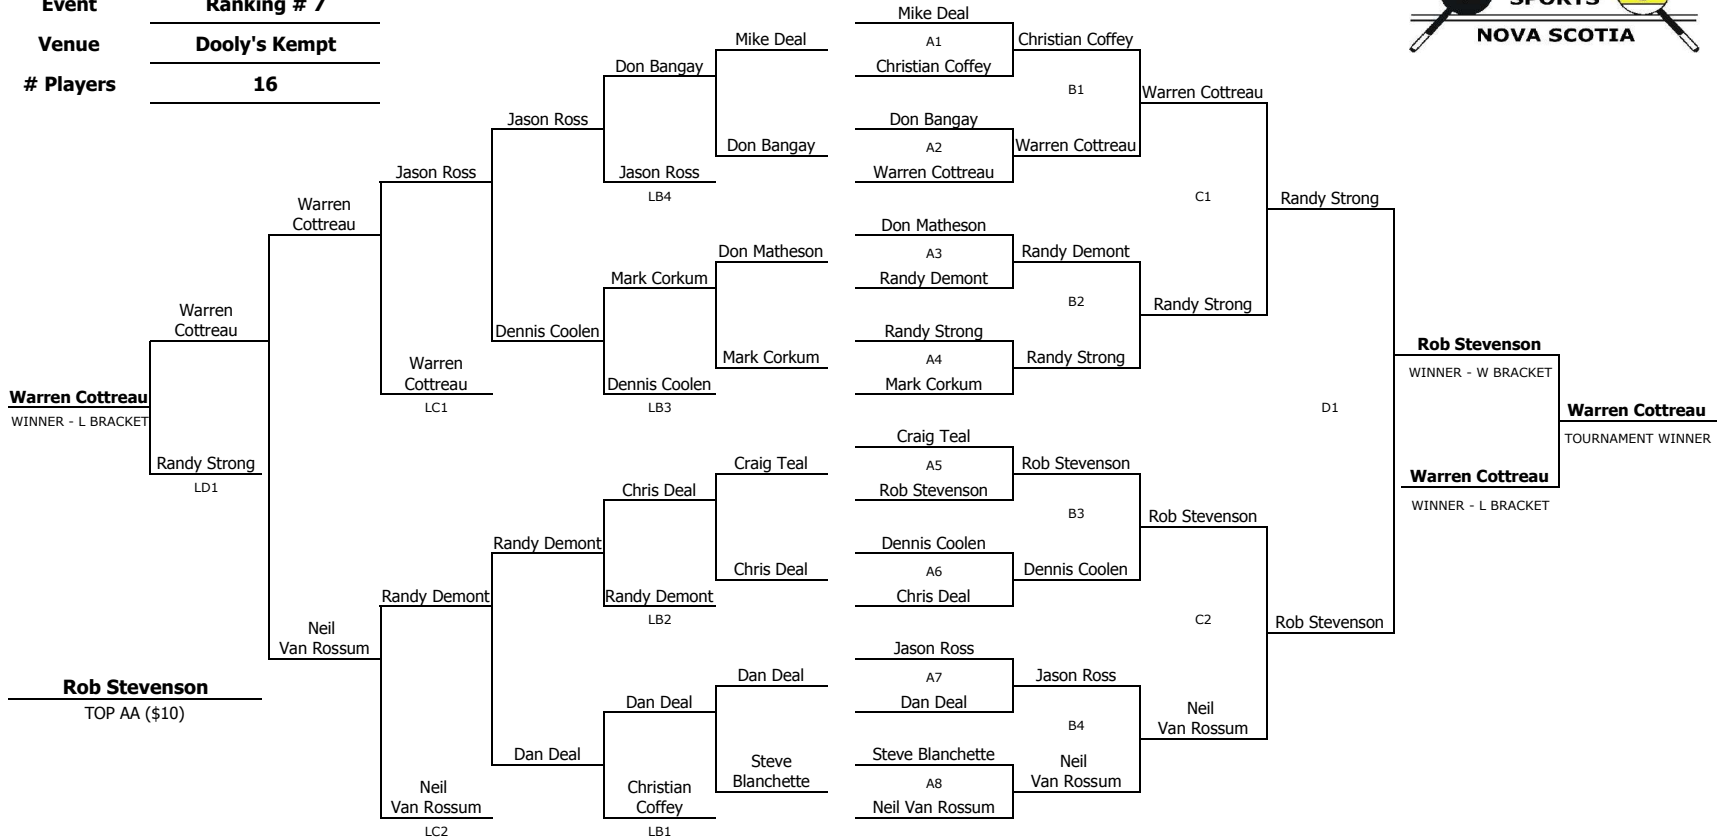 Event
Ranking # 7
Venue
Dooly's Kempt
# Players
16
SPORTS
NOVA SCOTIA
Mike Deal
A1
Christian Coffey
Don Bangay
A2
Warren Cottreau
Don Matheson
A3
Randy Demont
Randy Strong
A4
Mark Corkum
Craig Teal
A5
Rob Stevenson
Dennis Coolen
A6
Chris Deal
Jason Ross
A7
Dan Deal
Steve Blanchette
A8
Neil Van Rossum
Christian Coffey
B1
Warren Cottreau
Randy Demont
B2
Randy Strong
Rob Stevenson
B3
Dennis Coolen
Jason Ross
B4
Neil
Van Rossum
Warren Cottreau
C1
Randy Strong
Rob Stevenson
C2
Neil
Van Rossum
Randy Strong
D1
Rob Stevenson
Rob Stevenson
WINNER - W BRACKET
Warren Cottreau
WINNER - L BRACKET
Warren Cottreau
TOURNAMENT WINNER
Mike Deal
Don Bangay
Don Matheson
Mark Corkum
Craig Teal
Chris Deal
Dan Deal
Steve
Blanchette
Don Bangay
Jason Ross
LB4
Mark Corkum
Dennis Coolen
LB3
Chris Deal
Randy Demont
LB2
Dan Deal
Christian
Coffey
LB1
Jason Ross
Dennis Coolen
Randy Demont
Dan Deal
Jason Ross
Warren
Cottreau
LC1
Randy Demont
Neil
Van Rossum
LC2
Warren
Cottreau
Neil
Van Rossum
Warren
Cottreau
Randy Strong
LD1
Warren Cottreau
WINNER - L BRACKET
Rob Stevenson
TOP AA ($10)